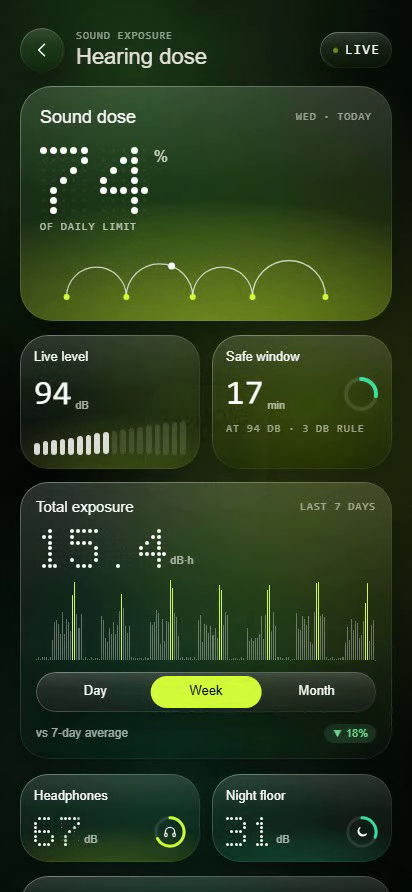 SOUND EXPOSURE
Hearing dose
LIVE
Sound dose
WED · TODAY
74 %
OF DAILY LIMIT
Live level
94 dB
Safe window
17 min
AT 94 DB · 3 DB RULE
Total exposure
LAST 7 DAYS
15.4 dB·h
Day
Week
Month
vs 7-day average
▼ 18%
Headphones
67 dB
Night floor
31 dB